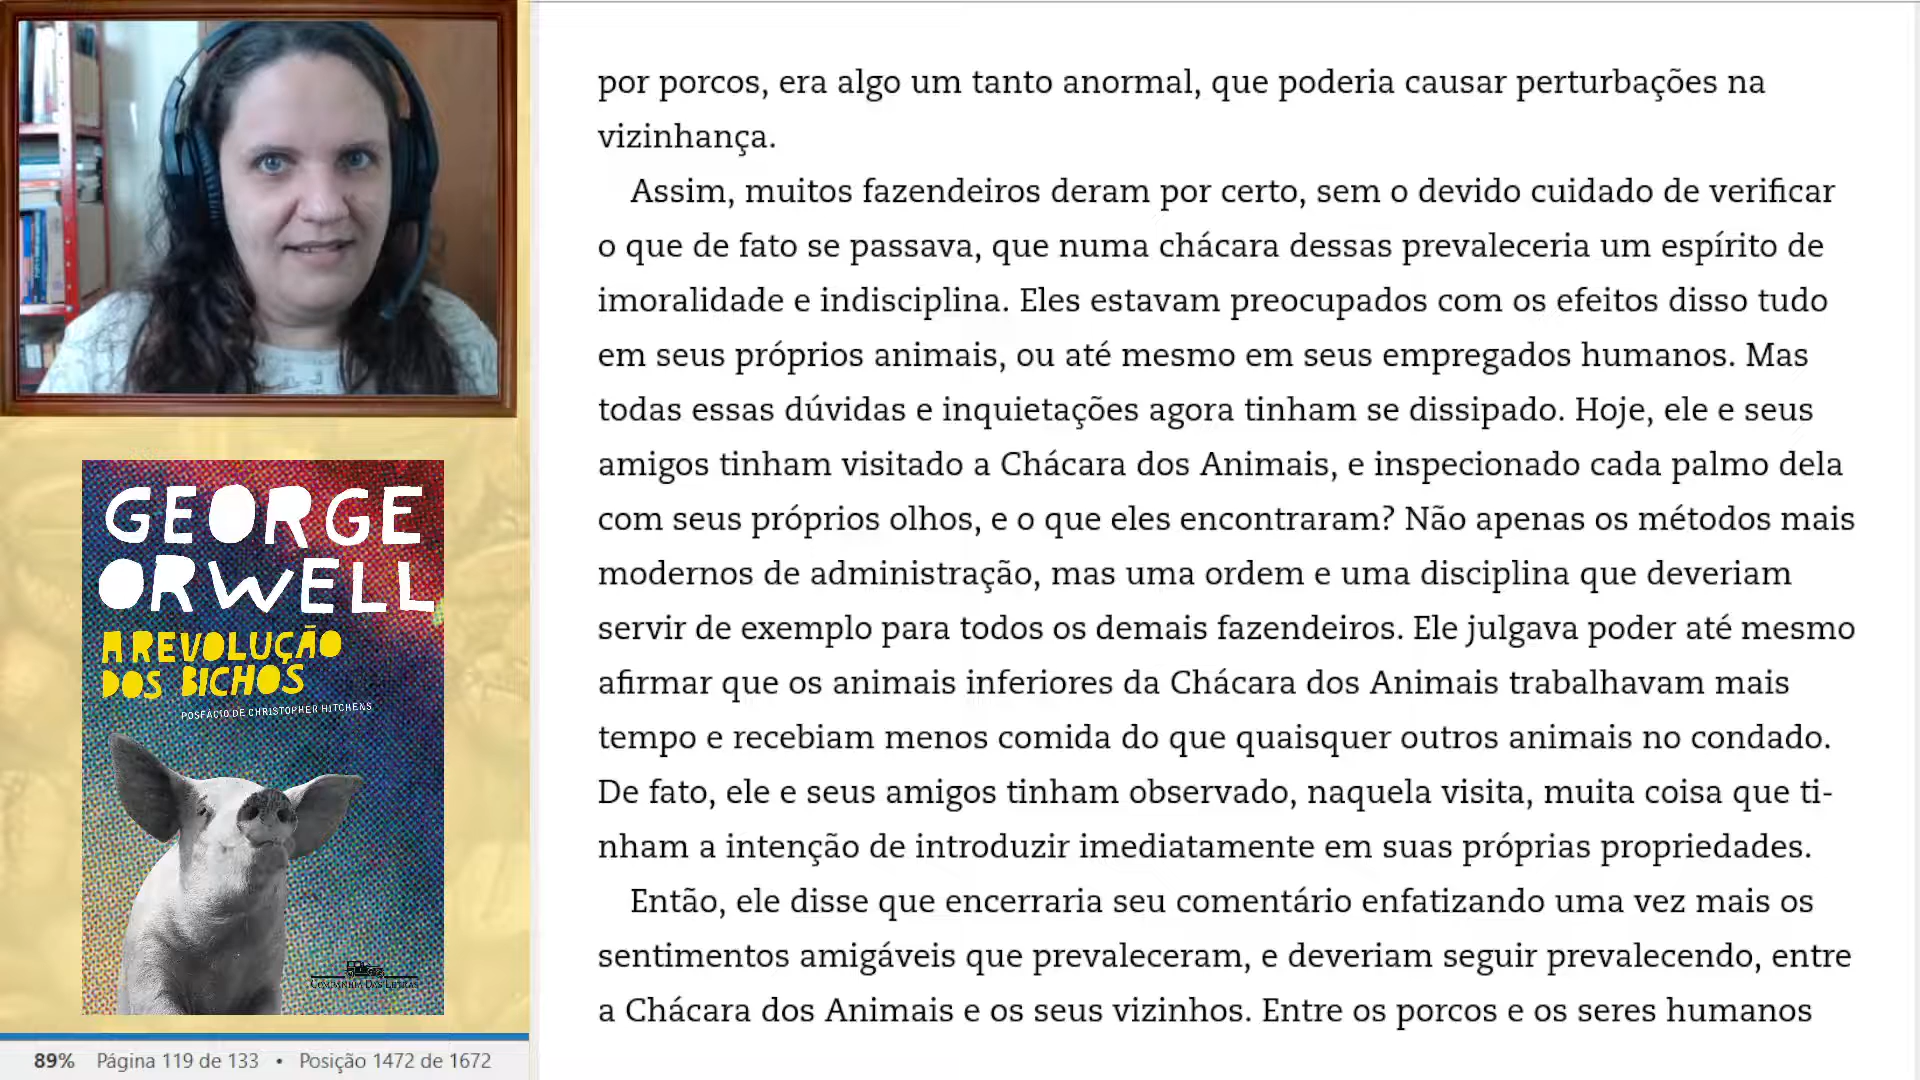 por porcos, era algo um tanto anormal, que poderia causar perturbações na
vizinhança.
Assim, muitos fazendeiros deram por certo, sem o devido cuidado de verificar
o que de fato se passava, que numa chácara dessas prevaleceria um espírito de
imoralidade e indisciplina. Eles estavam preocupados com os efeitos disso tudo
em seus próprios animais, ou até mesmo em seus empregados humanos. Mas
todas essas dúvidas e inquietações agora tinham se dissipado. Hoje, ele e seus
amigos tinham visitado a Chácara dos Animais, e inspecionado cada palmo dela
com seus próprios olhos, e o que eles encontraram? Não apenas os métodos mais
modernos de administração, mas uma ordem e uma disciplina que deveriam
servir de exemplo para todos os demais fazendeiros. Ele julgava poder até mesmo
afirmar que os animais inferiores da Chácara dos Animais trabalhavam mais
tempo e recebiam menos comida do que quaisquer outros animais no condado.
De fato, ele e seus amigos tinham observado, naquela visita, muita coisa que ti-
nham a intenção de introduzir imediatamente em suas próprias propriedades.
Então, ele disse que encerraria seu comentário enfatizando uma vez mais os
sentimentos amigáveis que prevaleceram, e deveriam seguir prevalecendo, entre
a Chácara dos Animais e os seus vizinhos. Entre os porcos e os seres humanos
GEORGE
ORWELL
A REVOLUÇÃO
DOS BICHOS
POSFÁCIO DE CHRISTOPHER HITCHENS
COMPANHIA DAS LETRAS
89% Página 119 de 133 • Posição 1472 de 1672